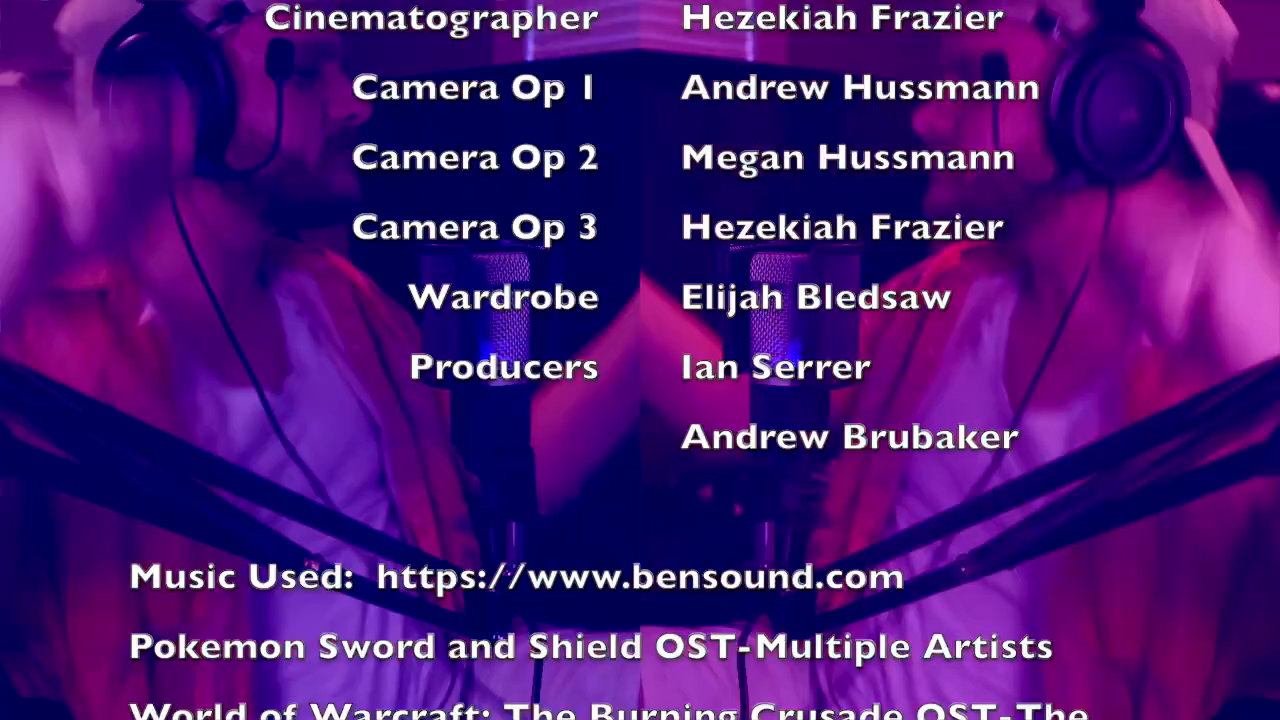 Cinematographer Hezekiah Frazier
Camera Op 1 Andrew Hussmann
Camera Op 2 Megan Hussmann
Camera Op 3 Hezekiah Frazier
Wardrobe Elijah Bledsaw
Producers Ian Serrer
Andrew Brubaker
Music Used: https://www.bensound.com
Pokemon Sword and Shield OST-Multiple Artists
World of Warcraft: The Burning Crusade OST-The